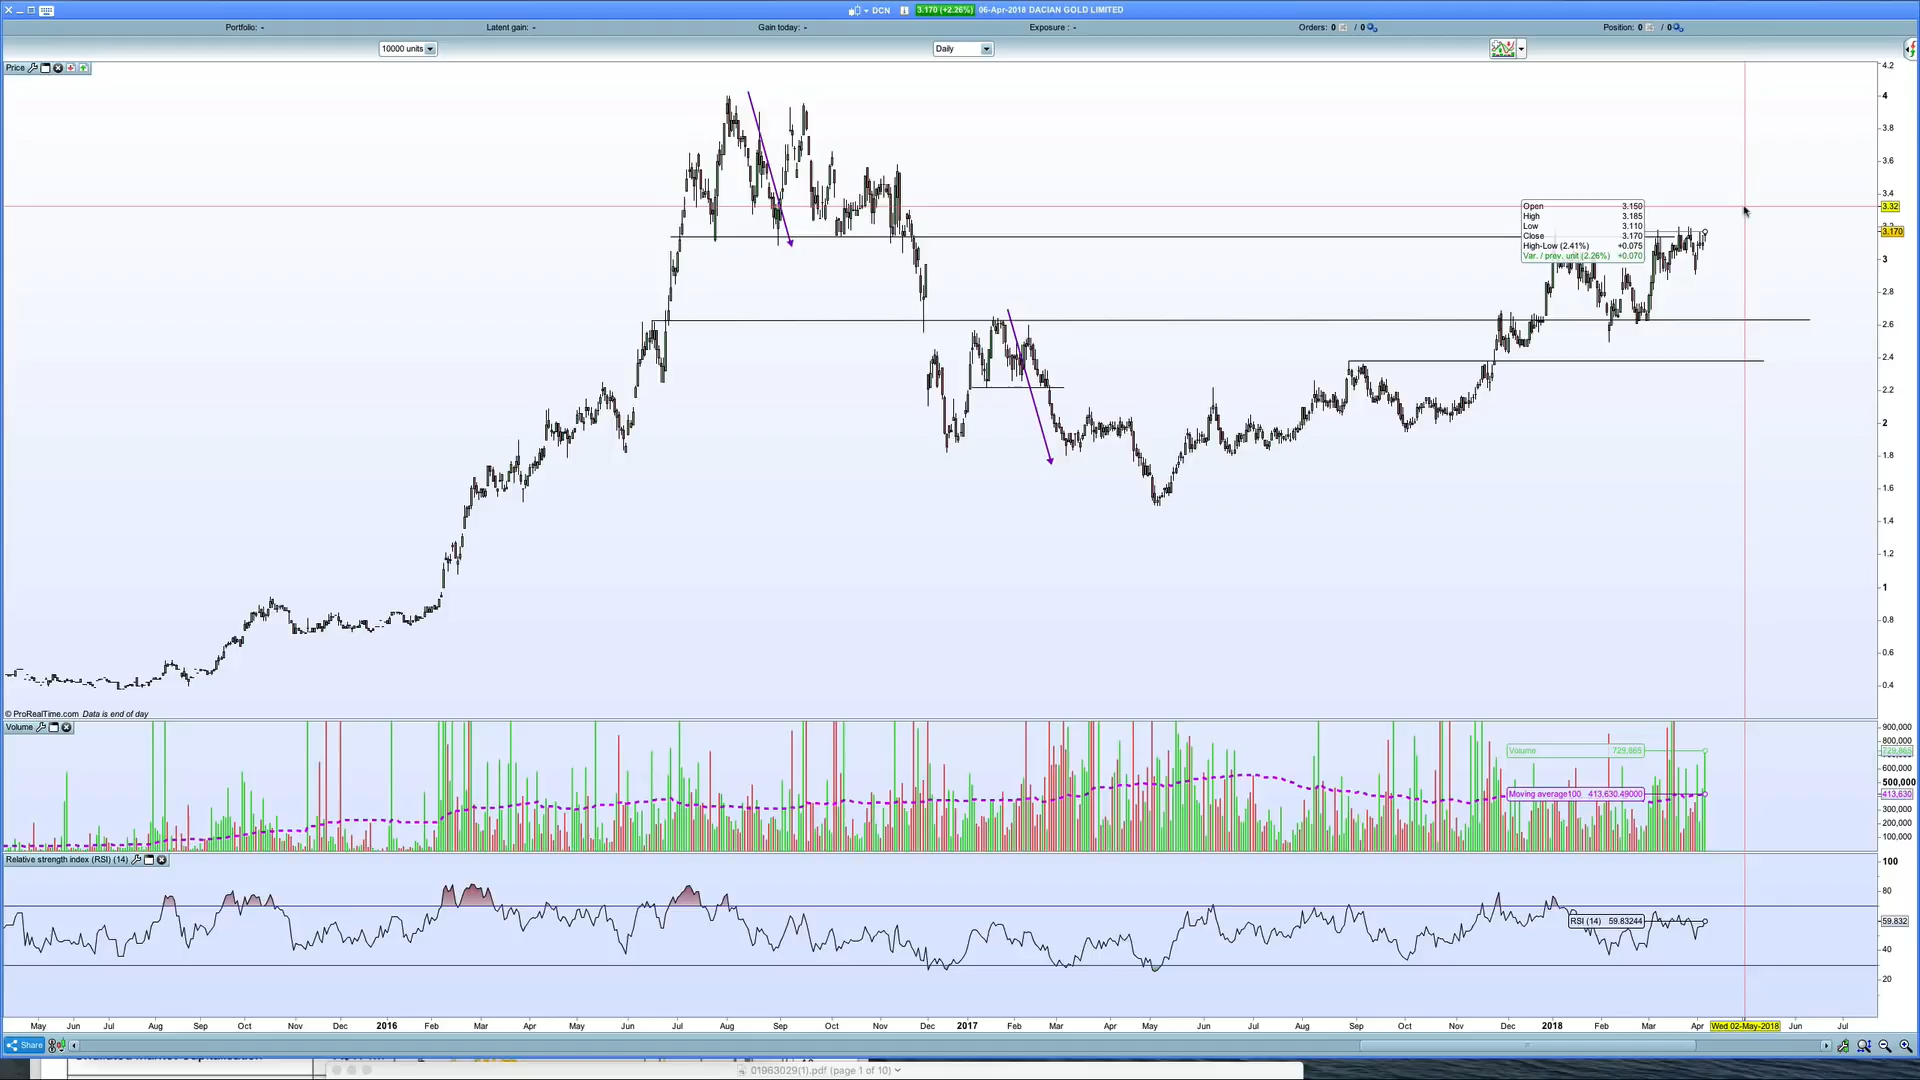 DCN 3.170 (+2.26%) 06-Apr-2018 DACIAN GOLD LIMITED
Portfolio: - Latent gain: - Gain today: - Exposure : - Orders: 0 / 0 Position: 0 / 0
10000 units Daily
Price
4.2
4
3.8
3.6
3.4
3.32
3.170
3
2.8
2.6
2.4
2.2
2
1.8
1.6
1.4
1.2
1
0.8
0.6
0.4
Open 3.150
High 3.185
Low 3.110
Close 3.170
High-Low (2.41%) +0.075
Var. / prev. unit (2.26%) +0.070
© ProRealTime.com Data is end of day
Volume
900,000
800,000
729,865
600,000
500,000
413,630
300,000
200,000
100,000
Volume 729,865
Moving average100 413,630.49000
Relative strength index (RSI) (14)
100
80
59.832
40
20
RSI (14) 59.83244
May Jun Jul Aug Sep Oct Nov Dec 2016 Feb Mar Apr May Jun Jul Aug Sep Oct Nov Dec 2017 Feb Mar Apr May Jun Jul Aug Sep Oct Nov Dec 2018 Feb Mar Apr Wed 02-May-2018 Jun Jul
Share
01963029(1).pdf (page 1 of 10)